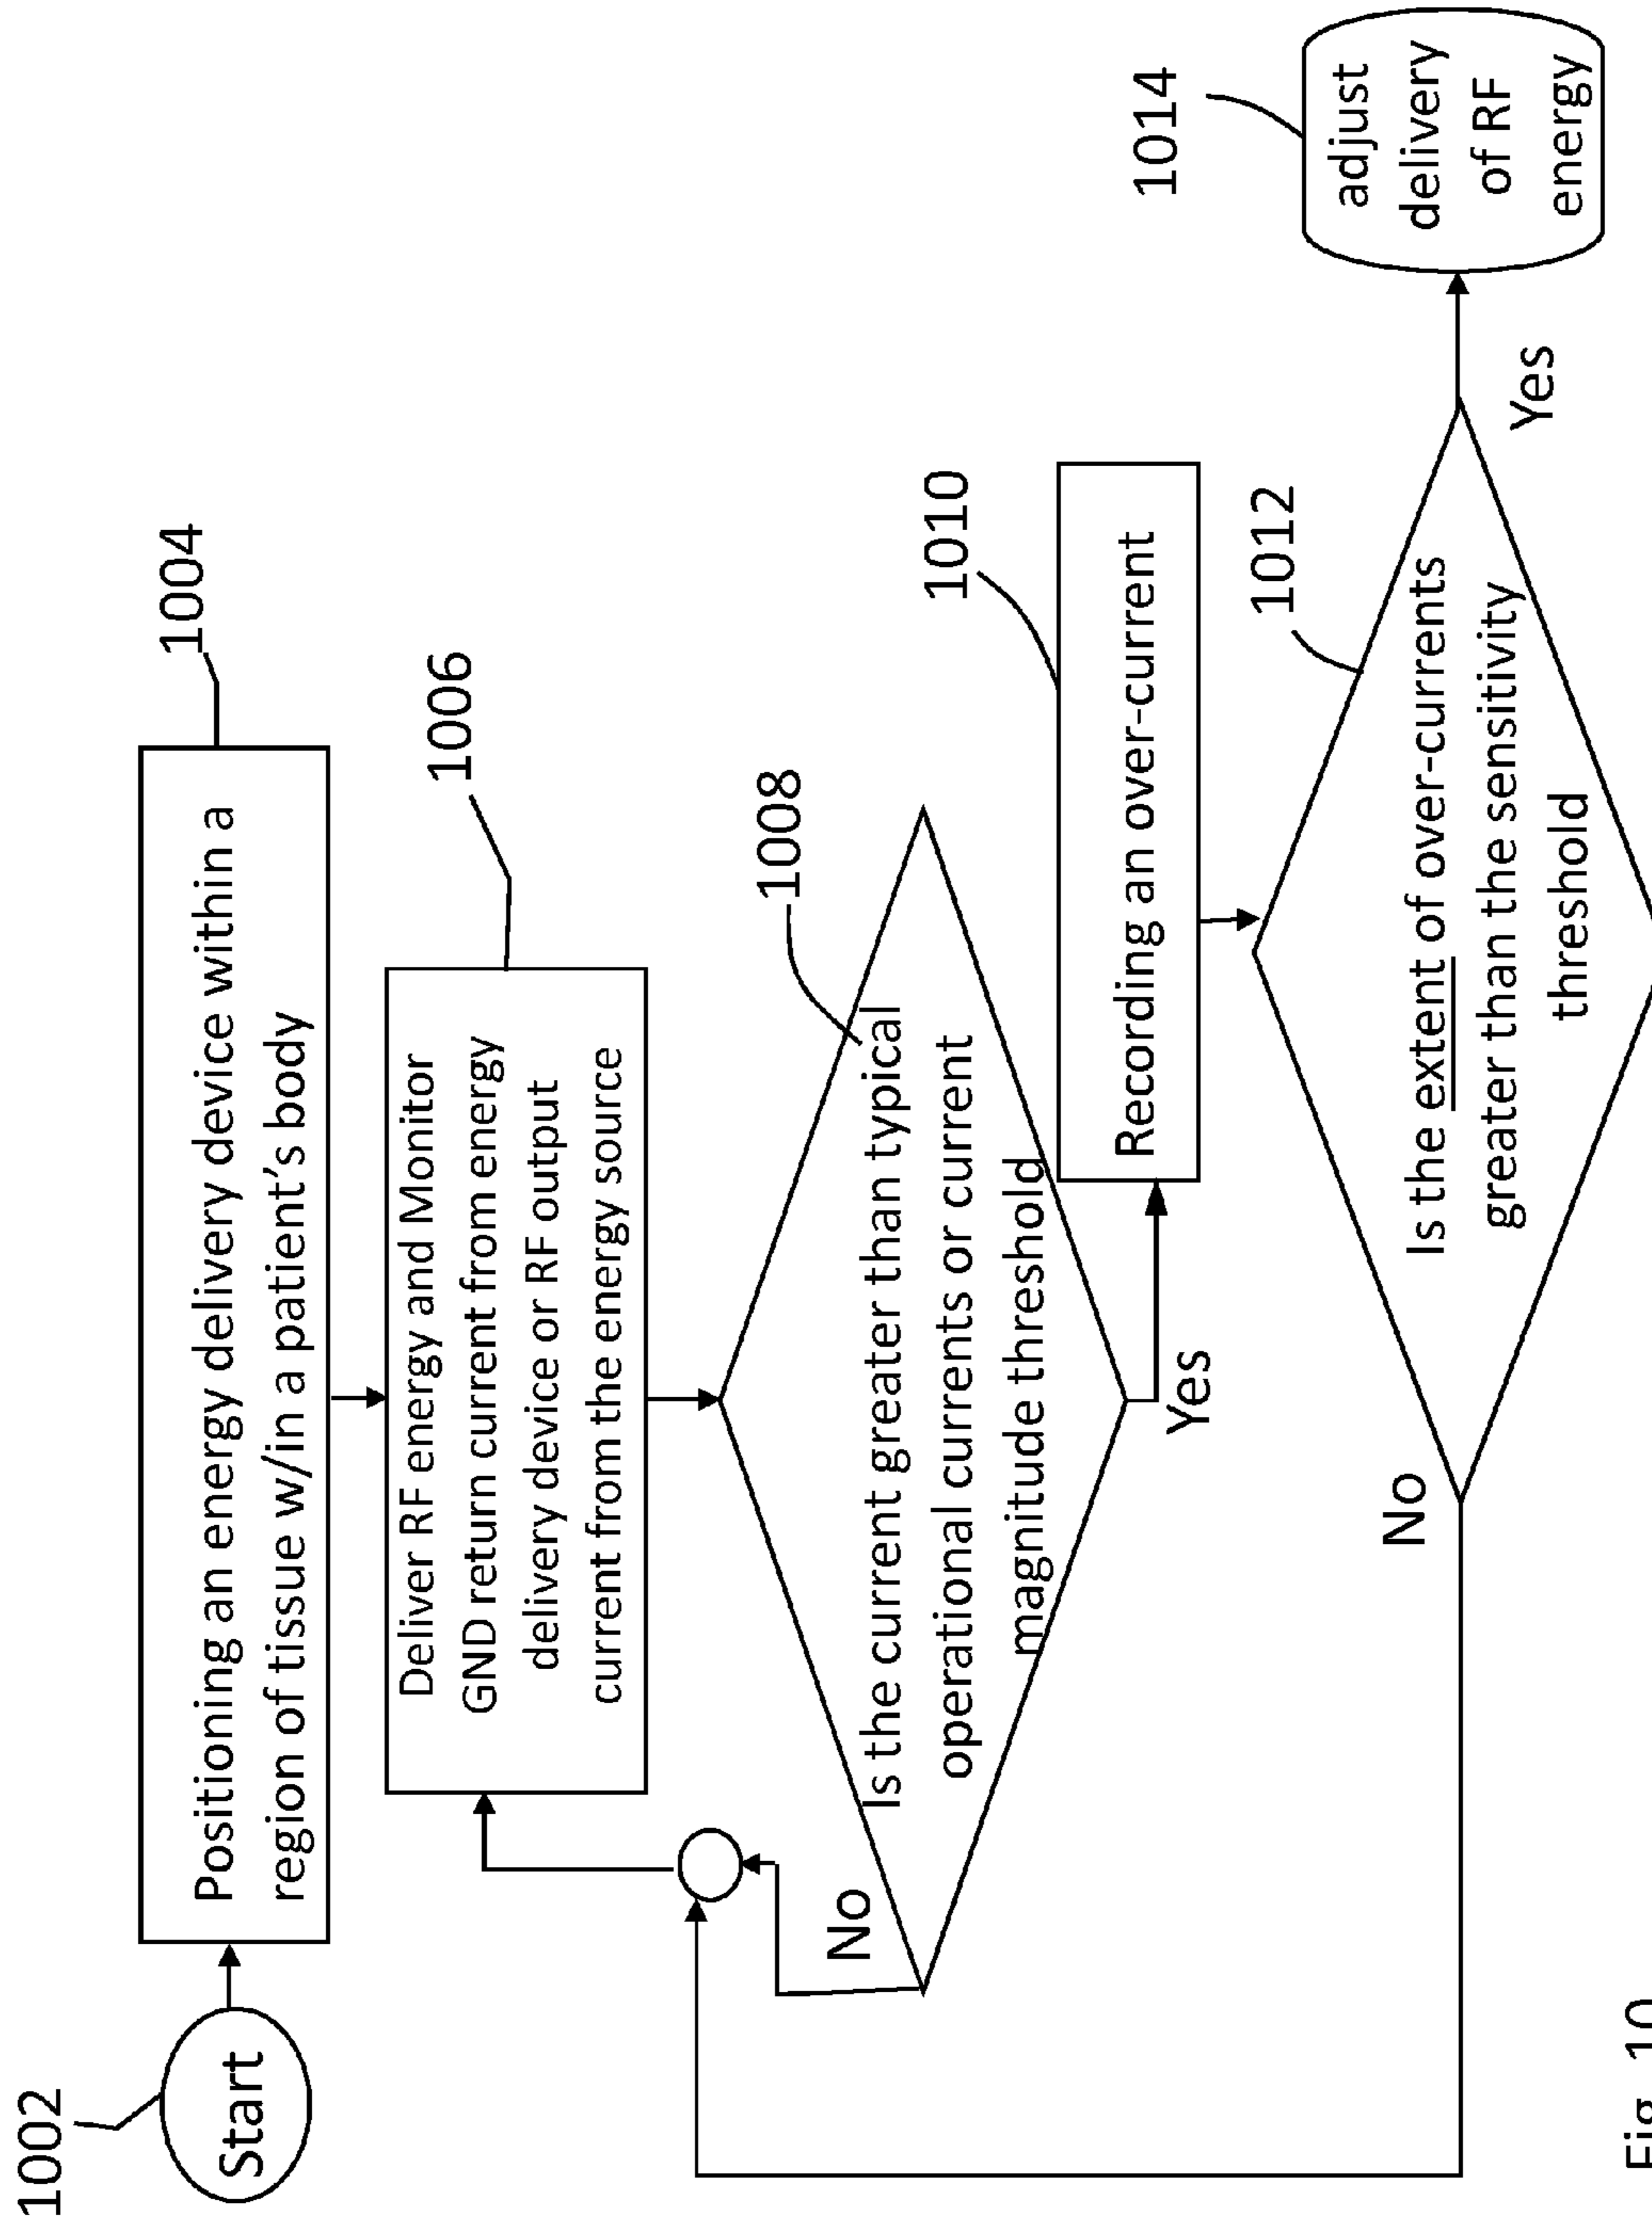 1002
Start
1004
Positioning an energy delivery device within a
region of tissue w/in a patient's body
1006
Deliver RF energy and Monitor
GND return current from energy
delivery device or RF output
current from the energy source
1008
Is the current greater than typical
operational currents or current
magnitude threshold
No
Yes
1010
Recording an over-current
1012
Is the extent of over-currents
greater than the sensitivity
threshold
No
Yes
1014
adjust
delivery
of RF
energy
Fig. 10